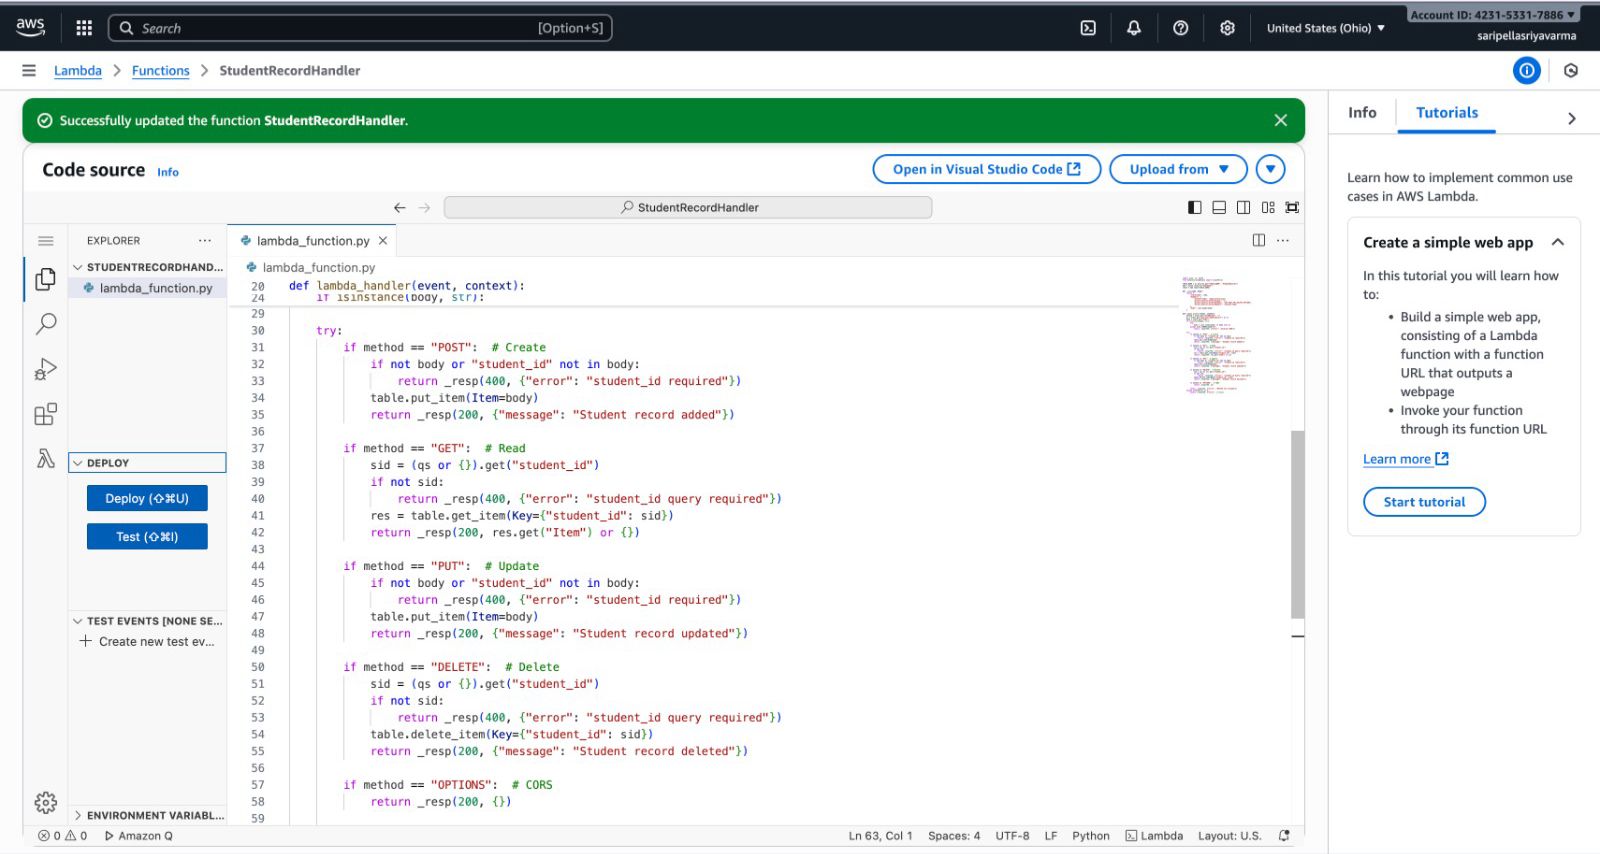 aws
Search
[Option+S]
United States (Ohio)
Account ID: 4231-5331-7886
saripellasriyavarma
Lambda
Functions
StudentRecordHandler
Successfully updated the function StudentRecordHandler.
Code source
Info
Open in Visual Studio Code
Upload from
StudentRecordHandler
EXPLORER
STUDENTRECORDHAND...
lambda_function.py
DEPLOY
Deploy (⇧⌘U)
Test (⇧⌘I)
TEST EVENTS [NONE SE...
Create new test ev...
ENVIRONMENT VARIABL...
lambda_function.py
lambda_function.py
20 def lambda_handler(event, context):
24     if isinstance(body, str):
29
30     try:
31         if method == "POST":  # Create
32             if not body or "student_id" not in body:
33                 return _resp(400, {"error": "student_id required"})
34             table.put_item(Item=body)
35             return _resp(200, {"message": "Student record added"})
36
37         if method == "GET":  # Read
38             sid = (qs or {}).get("student_id")
39             if not sid:
40                 return _resp(400, {"error": "student_id query required"})
41             res = table.get_item(Key={"student_id": sid})
42             return _resp(200, res.get("Item") or {})
43
44         if method == "PUT":  # Update
45             if not body or "student_id" not in body:
46                 return _resp(400, {"error": "student_id required"})
47             table.put_item(Item=body)
48             return _resp(200, {"message": "Student record updated"})
49
50         if method == "DELETE":  # Delete
51             sid = (qs or {}).get("student_id")
52             if not sid:
53                 return _resp(400, {"error": "student_id query required"})
54             table.delete_item(Key={"student_id": sid})
55             return _resp(200, {"message": "Student record deleted"})
56
57         if method == "OPTIONS":  # CORS
58             return _resp(200, {})
59
0
0
Amazon Q
Ln 63, Col 1
Spaces: 4
UTF-8
LF
Python
Lambda
Layout: U.S.
Info
Tutorials
Learn how to implement common use
cases in AWS Lambda.
Create a simple web app
In this tutorial you will learn how
to:
• Build a simple web app,
consisting of a Lambda
function with a function
URL that outputs a
webpage
• Invoke your function
through its function URL
Learn more
Start tutorial